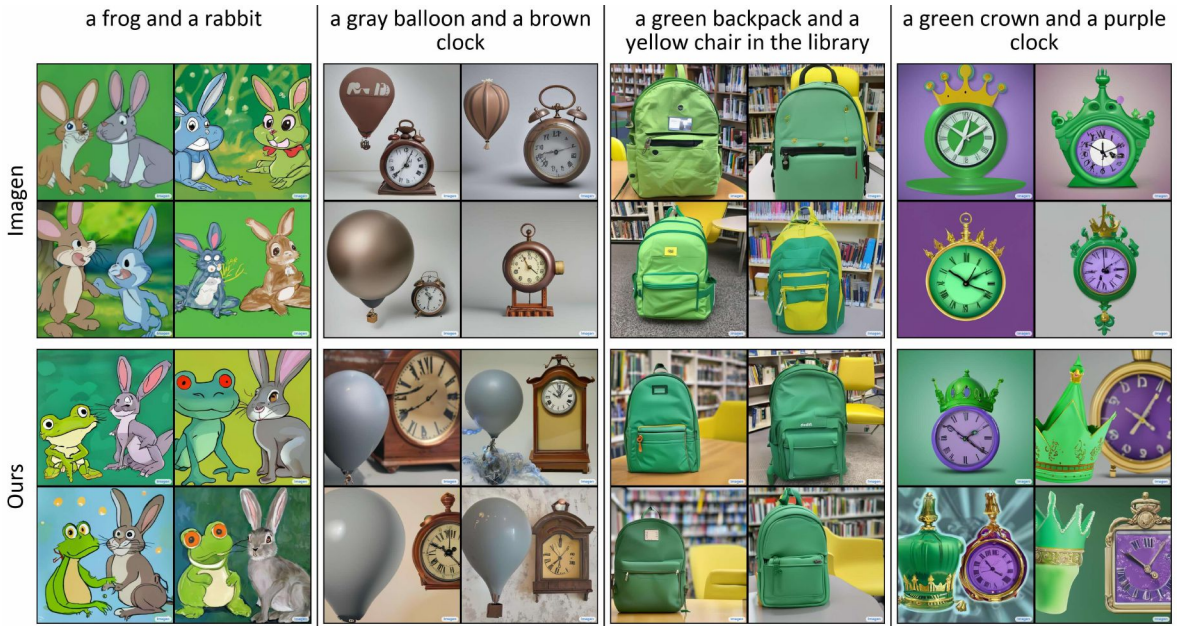 a frog and a rabbit
a gray balloon and a brown
clock
a green backpack and a
yellow chair in the library
a green crown and a purple
clock
Imagen
Ours